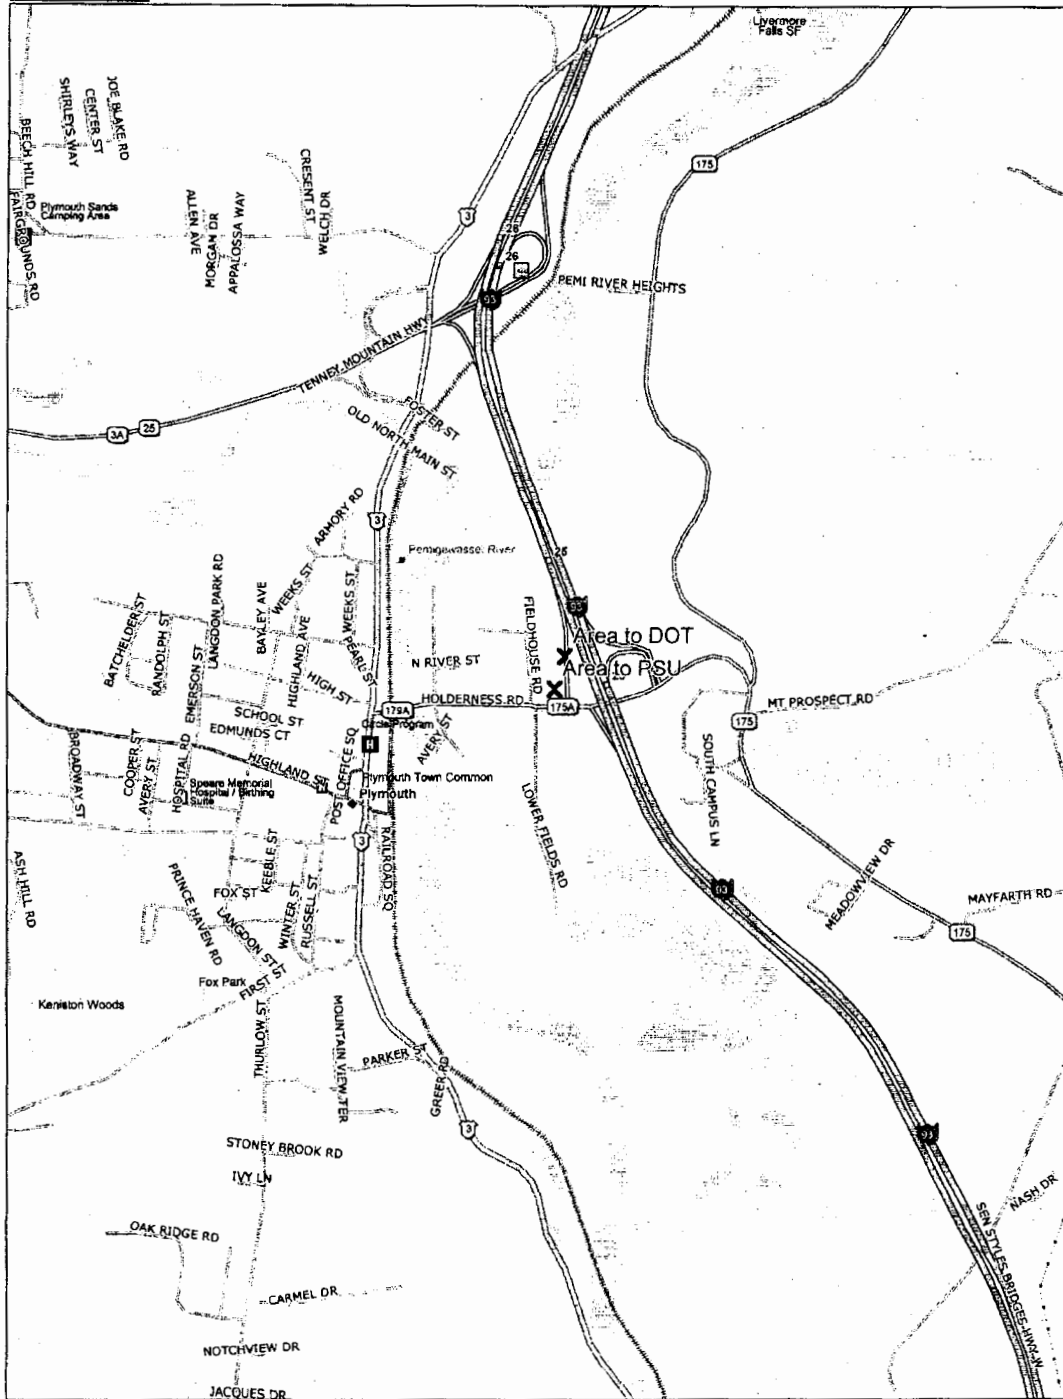 Livermore
Falls SF
JOE BLAKE RD
CENTER ST
SHIRLEYS WAY
BEECH HILL RD
FAIRGROUNDS RD
Plymouth Sands
Camping Area
CRESENT ST
WELCH DR
ALLEN AVE
MORGAN DR
APPALOSSA WAY
175
3
26
26
93
PEMI RIVER HEIGHTS
TENNEY MOUNTAIN HWY
3A
25
FOSTER ST
OLD NORTH MAIN ST
3
ARMORY RD
25
93
WEEKS ST
WEEKS ST
LANGDON PARK RD
BAYLEY AVE
HIGHLAND AVE
BATCHELDER ST
RANDOLPH ST
EMERSON ST
PEARL ST
HIGH ST
N RIVER ST
FIELDHOUSE RD
Area to DOT
Area to PSU
HOLDERNESS RD
175A
175A
MT PROSPECT RD
175
SCHOOL ST
EDMUNDS CT
Circle Program
AVERY ST
H
POST OFFICE SQ
HIGHLAND ST
Plymouth Town Common
Plymouth
BROADWAY ST
COOPER ST
AVERY ST
HOSPITAL RD
Speare Memorial
Hospital / Birthing
Suite
LOWER FIELDS RD
SOUTH CAMPUS LN
3
RAILROAD SQ
KEEBLE ST
ASH HILL RD
PRINCE HAVEN RD
FOX ST
LANGDON ST
WINTER ST
RUSSELL ST
93
MEADOWVIEW DR
MAYFARTH RD
175
Fox Park
FIRST ST
Keniston Woods
THURLOW ST
MOUNTAIN VIEW TER
PARKER ST
GREER RD
3
93
STONEY BROOK RD
IVY LN
NASH DR
SEN STYLES BRIDGES HWY W
OAK RIDGE RD
CARMEL DR
NOTCHVIEW DR
JACQUES DR